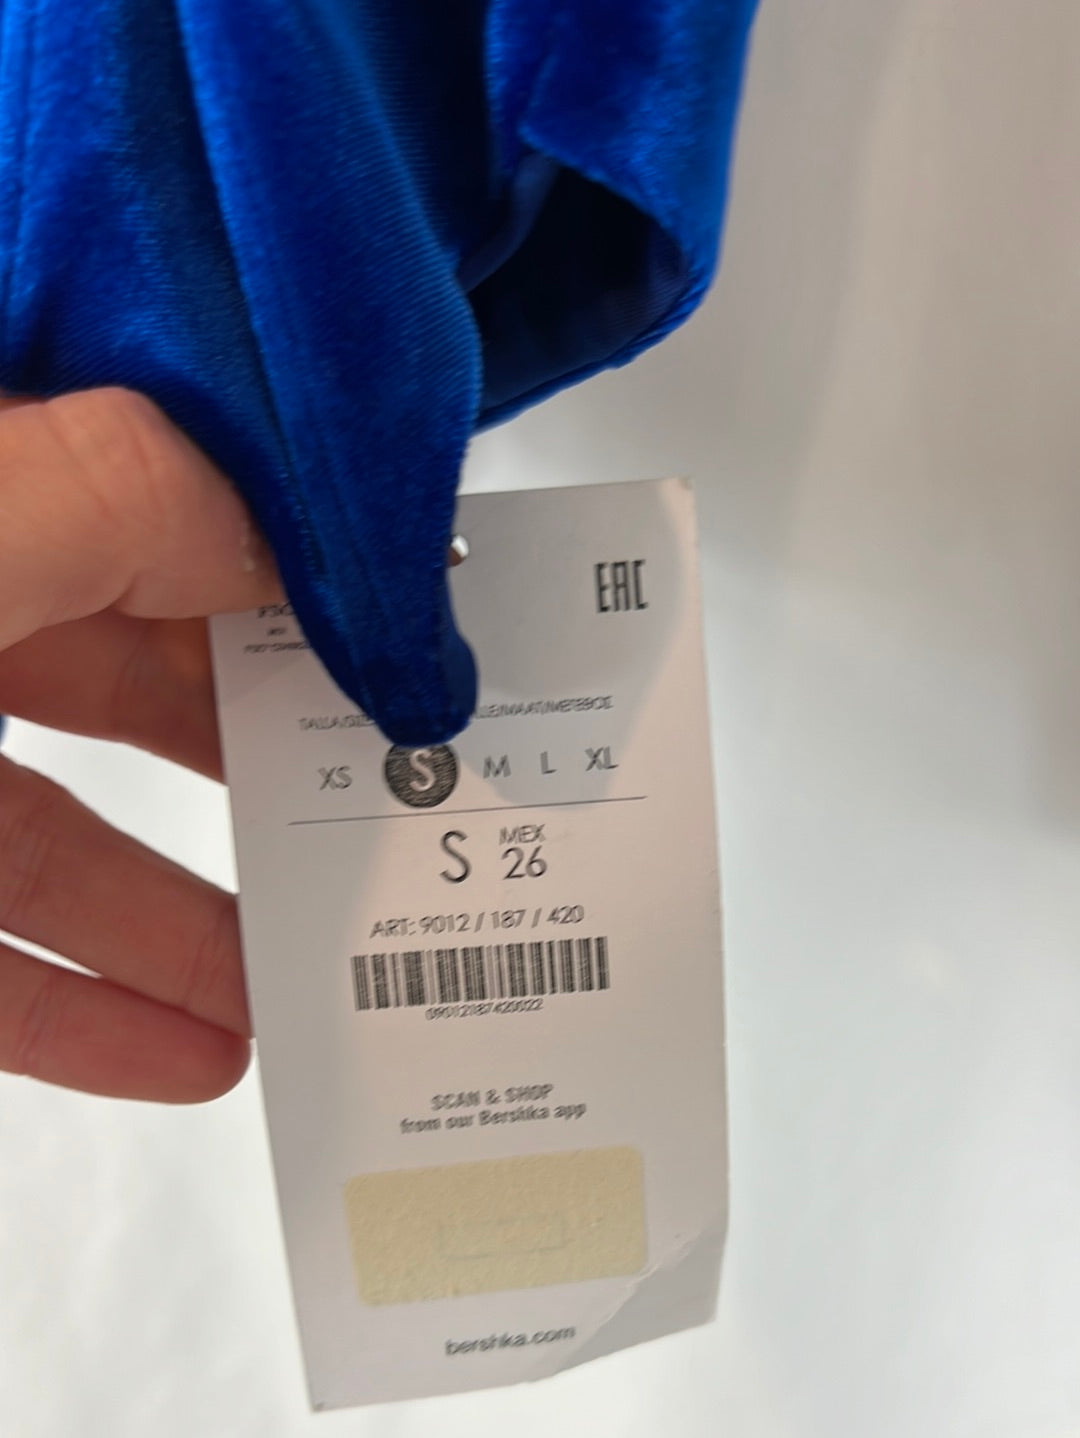 EAC
XS S M L XL
S MEX 26
ART: 9012 / 187 / 420
09012187420022
SCAN & SHOP
from our Bershka app
bershka.com